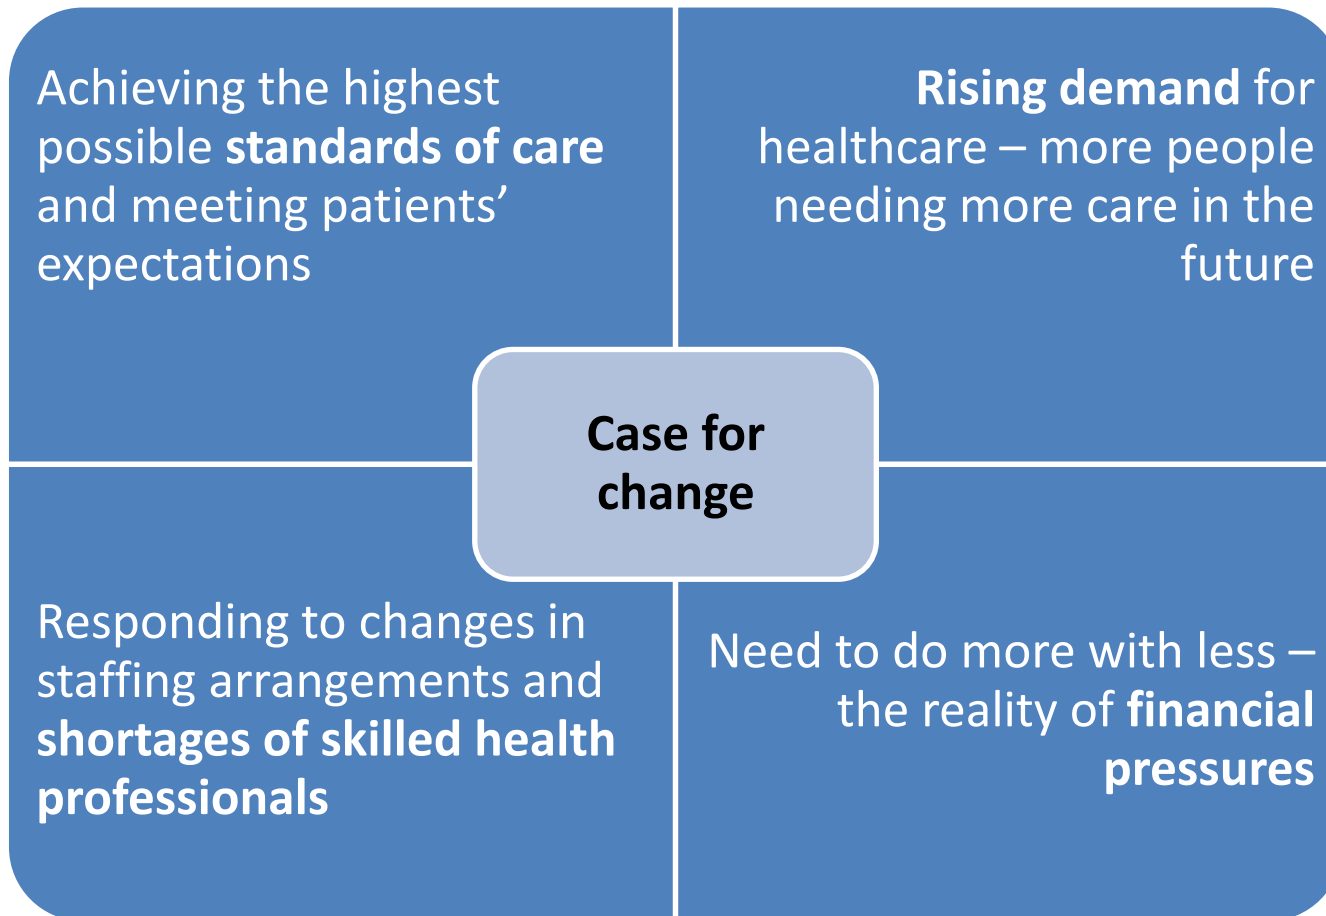 Achieving the highest
possible standards of care
and meeting patients’
expectations
Rising demand for
healthcare – more people
needing more care in the
future
Case for
change
Responding to changes in
staffing arrangements and
shortages of skilled health
professionals
Need to do more with less –
the reality of financial
pressures